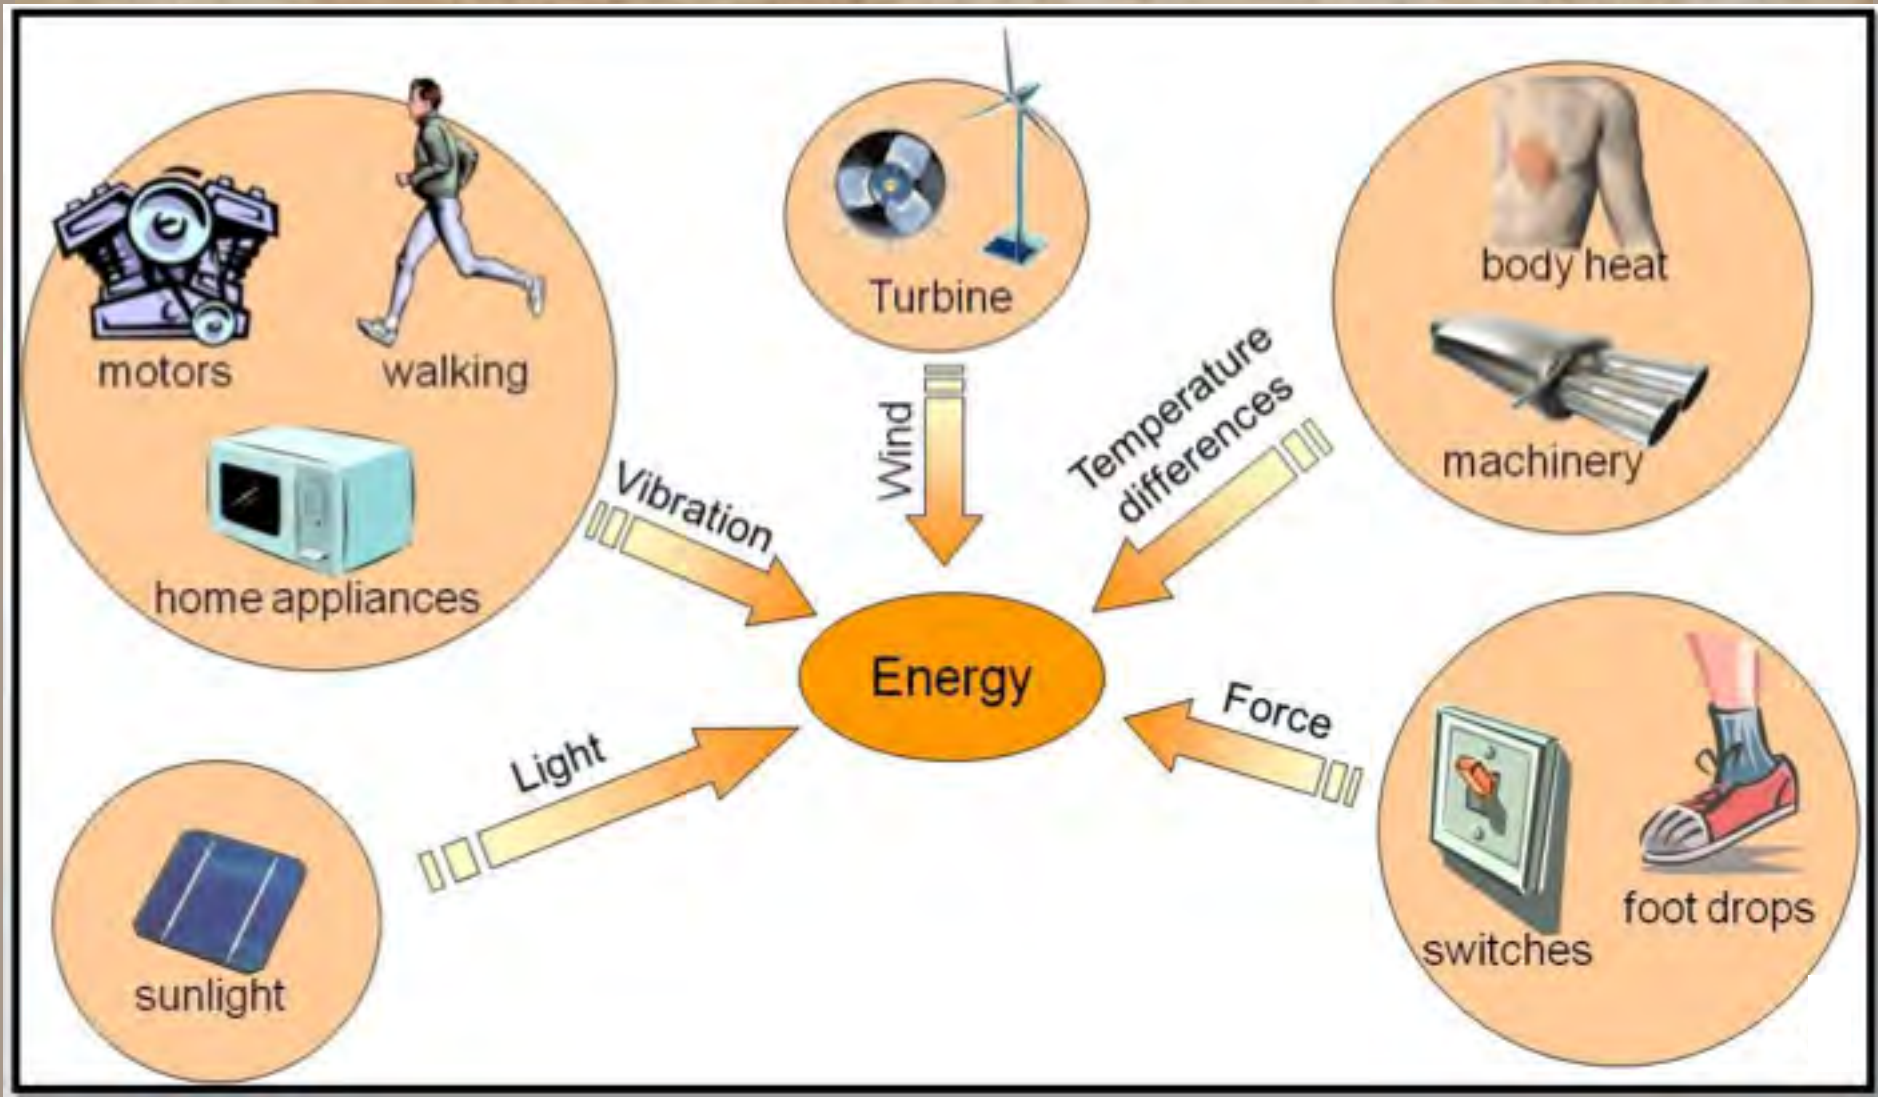 motors
walking
home appliances
Vibration
Turbine
Wind
Temperature
differences
body heat
machinery
Energy
Light
sunlight
Force
switches
foot drops